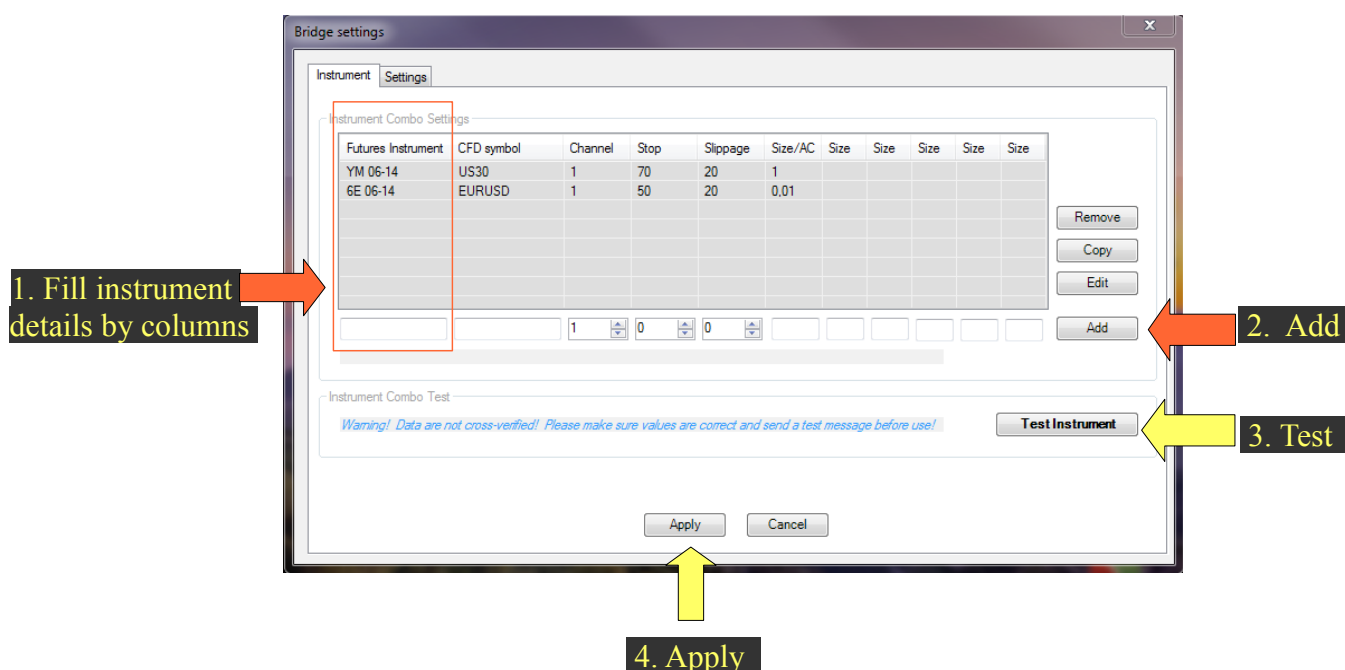 Bridge settings
x
Instrument Settings
Instrument Combo Settings
Futures Instrument CFD symbol Channel Stop Slippage Size/AC Size Size Size Size Size
YM 06-14 US30 1 70 20 1
6E 06-14 EURUSD 1 50 20 0,01
Remove
Copy
Edit
1. Fill instrument
details by columns
1 0 0 Add
2. Add
Instrument Combo Test
Warning! Data are not cross-verified! Please make sure values are correct and send a test message before use!
Test Instrument
3. Test
Apply Cancel
4. Apply